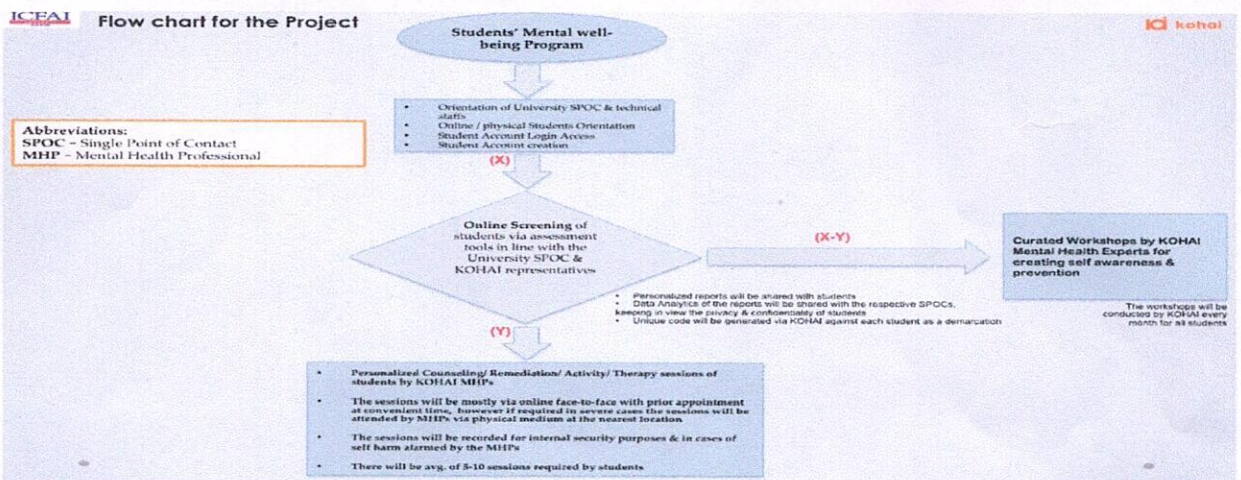 ICFAI
Flow chart for the Project
kohai
Students' Mental well-
being Program
• Orientation of University SPOC & technical
staffs
• Online / physical Students Orientation
• Student Account Login Access
• Student Account creation
Abbreviations:
SPOC – Single Point of Contact
MHP – Mental Health Professional
(X)
Online Screening of
students via assessment
tools in line with the
University SPOC &
KOHAI representatives
(X-Y)
Curated Workshops by KOHAI
Mental Health Experts for
creating self awareness &
prevention
• Personalized reports will be shared with students
• Data Analytics of the reports will be shared with the respective SPOCs,
keeping in view the privacy & confidentiality of students
• Unique code will be generated via KOHAI against each student as a demarcation
The workshops will be
conducted by KOHAI every
month for all students
(Y)
• Personalized Counseling/ Remediation/ Activity/ Therapy sessions of
students by KOHAI MHPs
• The sessions will be mostly via online face-to-face with prior appointment
at convenient time, however if required in severe cases the sessions will be
attended by MHPs via physical medium at the nearest location
• The sessions will be recorded for internal security purposes & in cases of
self harm alarmed by the MHPs
• There will be avg. of 5-10 sessions required by students